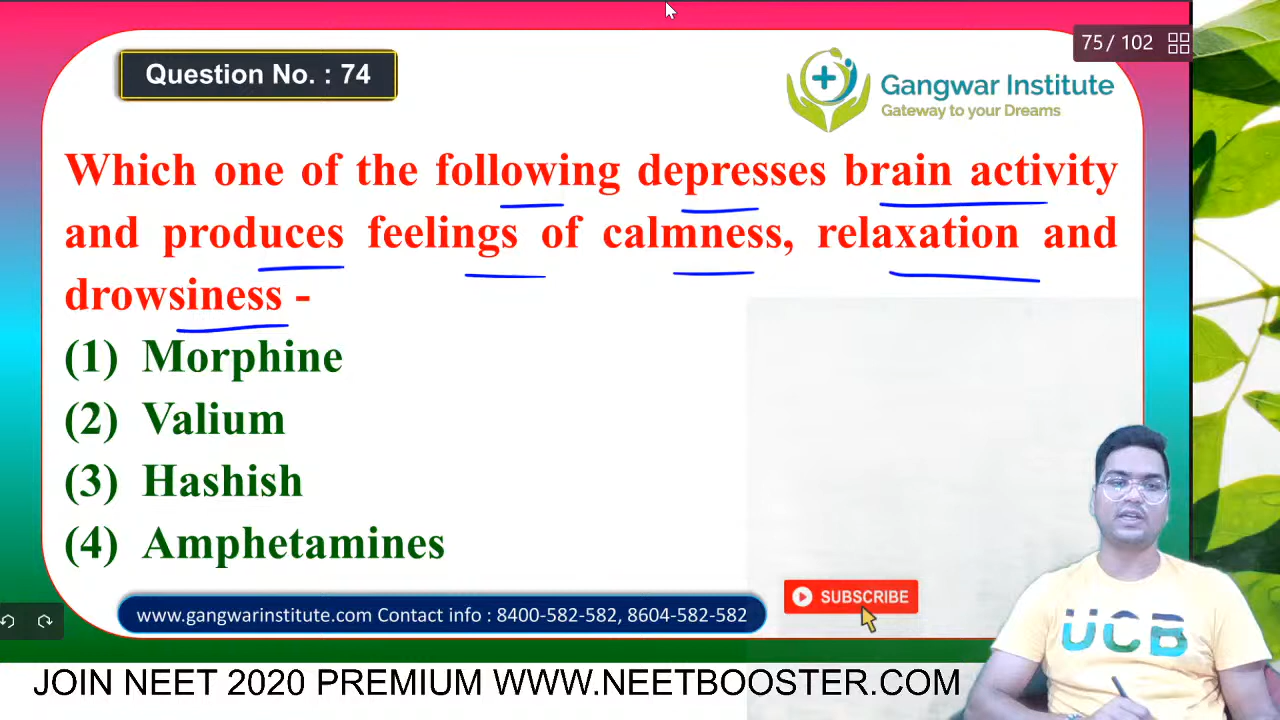 75 / 102
Question No. : 74
Gangwar Institute
Gateway to your Dreams
Which one of the following depresses brain activity
and produces feelings of calmness, relaxation and
drowsiness -
(1) Morphine
(2) Valium
(3) Hashish
(4) Amphetamines
SUBSCRIBE
www.gangwarinstitute.com Contact info : 8400-582-582, 8604-582-582
UCB
JOIN NEET 2020 PREMIUM WWW.NEETBOOSTER.COM